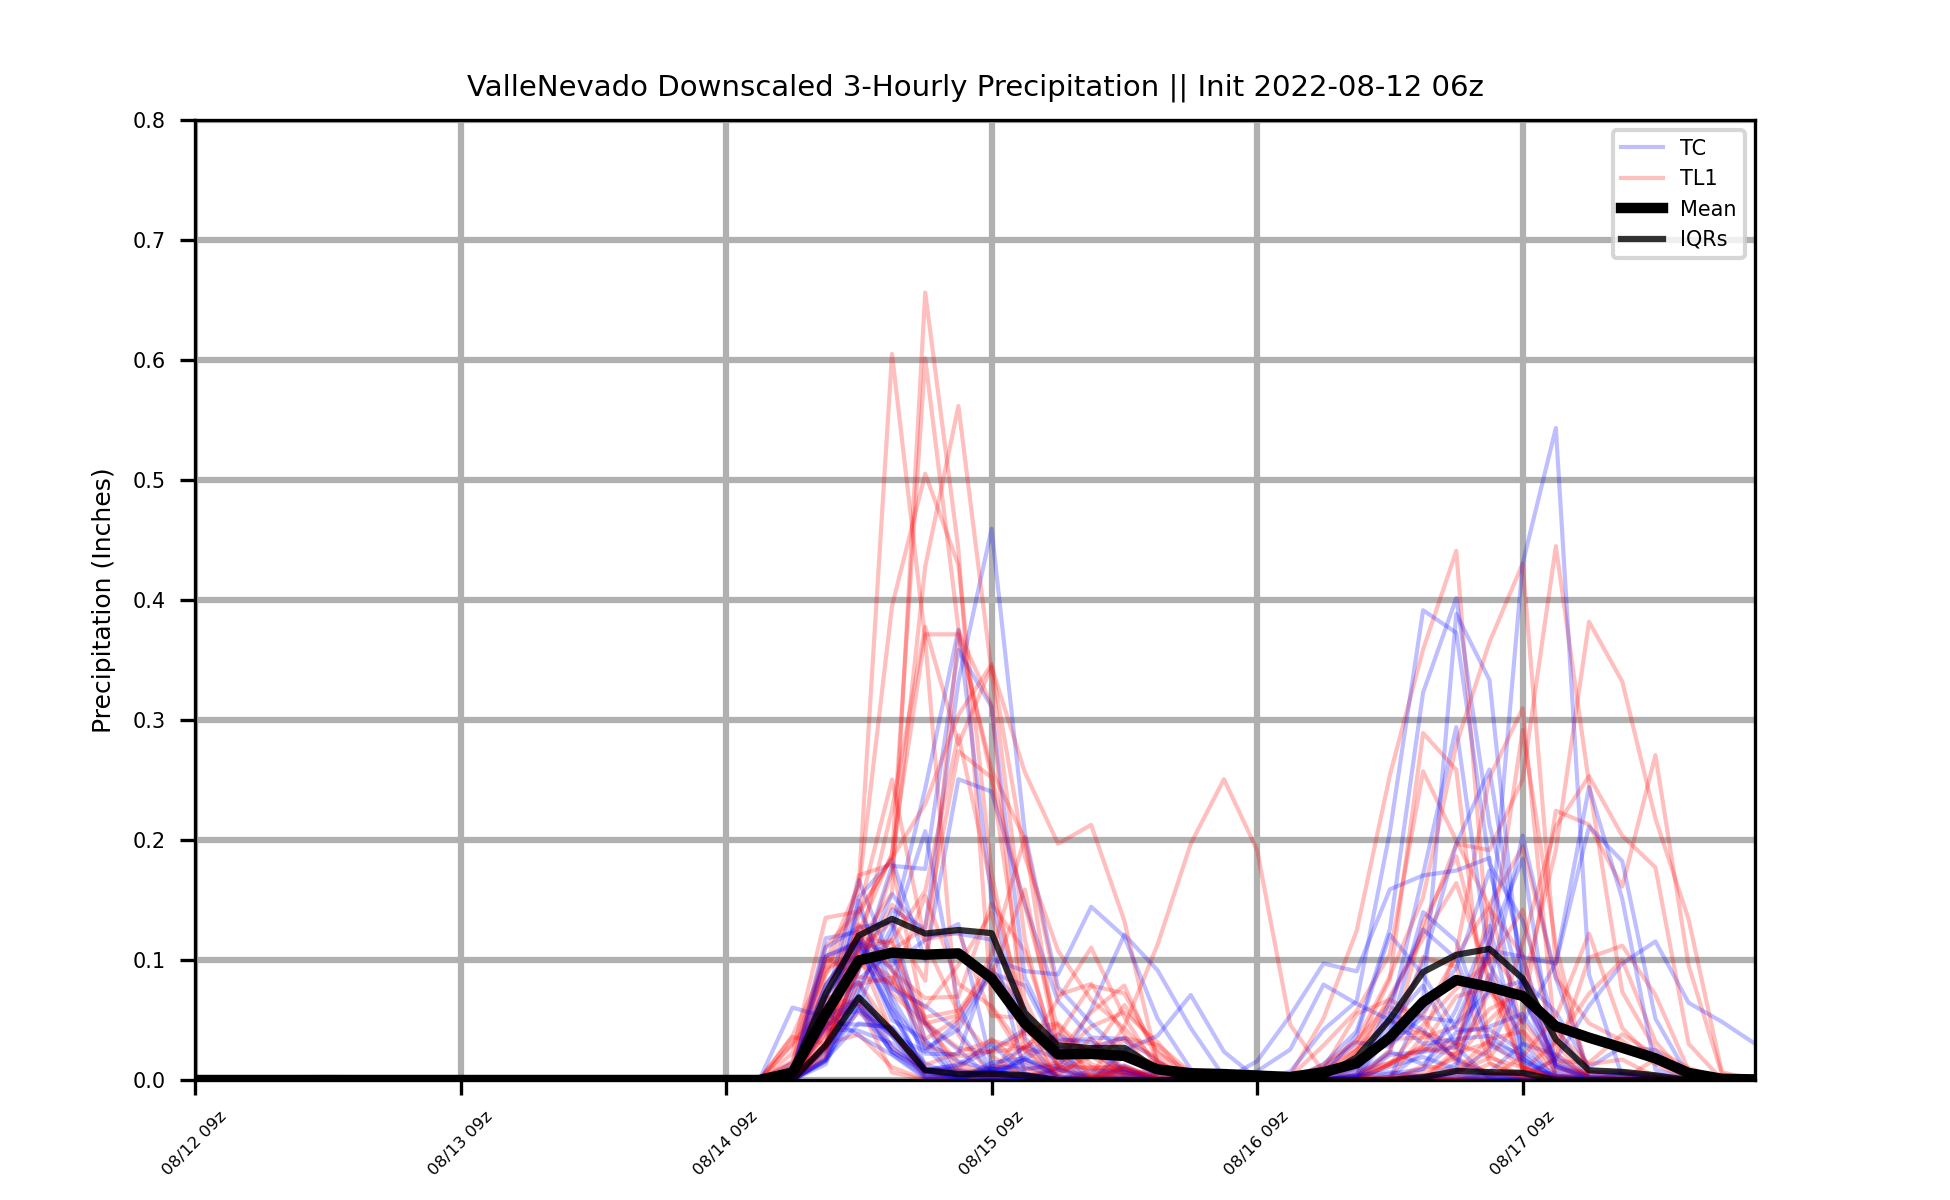 ValleNevado Downscaled 3-Hourly Precipitation || Init 2022-08-12 06z
TC
TL1
Mean
IQRs
Precipitation (Inches)
0.8
0.7
0.6
0.5
0.4
0.3
0.2
0.1
0.0
08/12 09z
08/13 09z
08/14 09z
08/15 09z
08/16 09z
08/17 09z